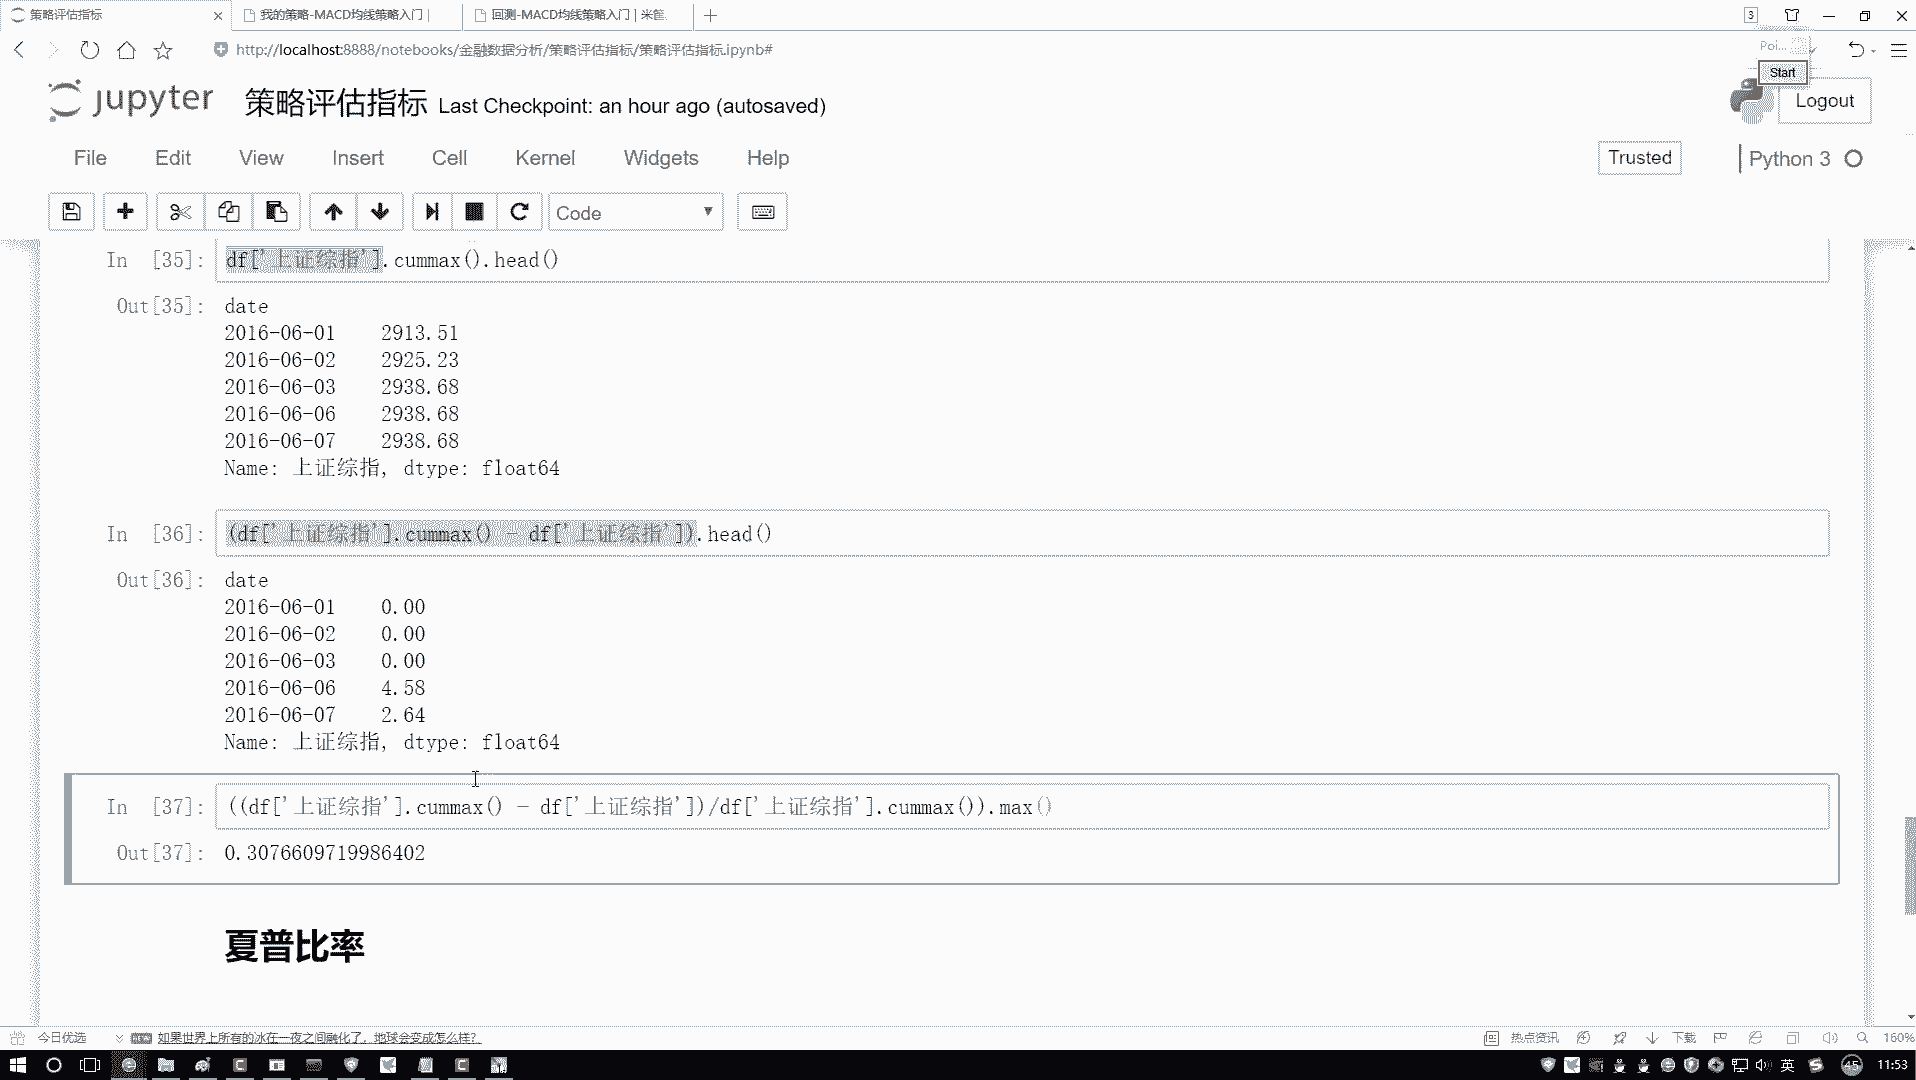 策略评估指标
我的策略-MACD均线策略入门 |
回测-MACD均线策略入门 | 米筐
3
http://localhost:8888/notebooks/金融数据分析/策略评估指标/策略评估指标.ipynb#
Poi...
Start
jupyter 策略评估指标 Last Checkpoint: an hour ago (autosaved)
Logout
File Edit View Insert Cell Kernel Widgets Help
Trusted
Python 3
Code
In [35]: df['上证综指'].cummax().head()
Out[35]: date
2016-06-01 2913.51
2016-06-02 2925.23
2016-06-03 2938.68
2016-06-06 2938.68
2016-06-07 2938.68
Name: 上证综指, dtype: float64
In [36]: (df['上证综指'].cummax() - df['上证综指']).head()
Out[36]: date
2016-06-01 0.00
2016-06-02 0.00
2016-06-03 0.00
2016-06-06 4.58
2016-06-07 2.64
Name: 上证综指, dtype: float64
In [37]: ((df['上证综指'].cummax() - df['上证综指'])/df['上证综指'].cummax()).max()
Out[37]: 0.3076609719986402
夏普比率
今日优选
如果世界上所有的冰在一夜之间融化了，地球会变成怎么样？
热点资讯
下载
160%
英
45
11:53